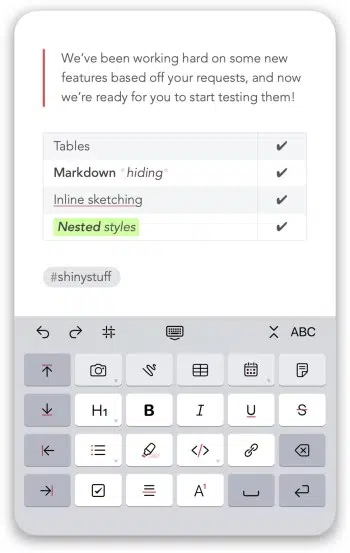 We’ve been working hard on some new
features based off your requests, and now
we’re ready for you to start testing them!
Tables ✔
Markdown *hiding* ✔
Inline sketching ✔
Nested styles ✔
#shinystuff
ABC
H1
B I U S
A1